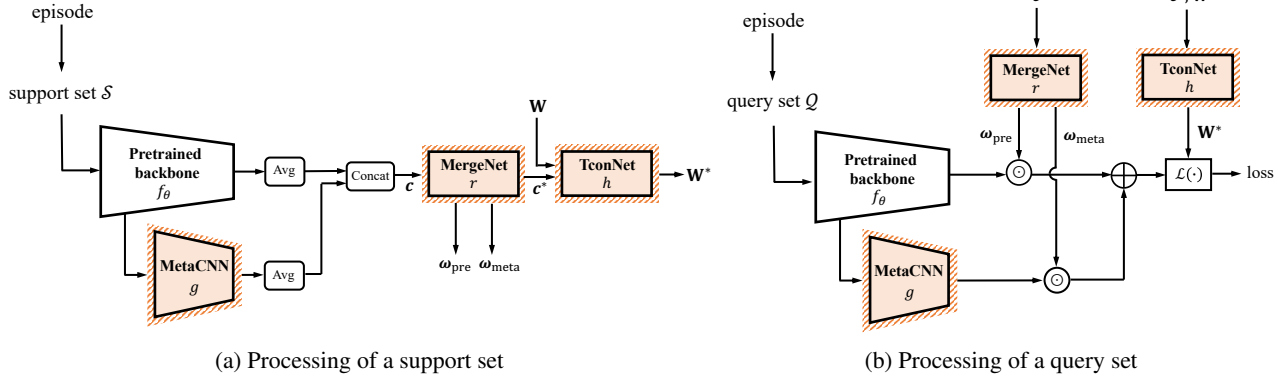 episode
support set 𝒮
Pretrained
backbone
f_θ
Avg
Concat
c
MergeNet
r
c*
W
TconNet
h
W*
MetaCNN
g
Avg
ω_pre
ω_meta
(a) Processing of a support set
episode
query set 𝒬
Pretrained
backbone
f_θ
MetaCNN
g
MergeNet
r
ω_pre
ω_meta
TconNet
h
W*
ℒ(·)
loss
(b) Processing of a query set